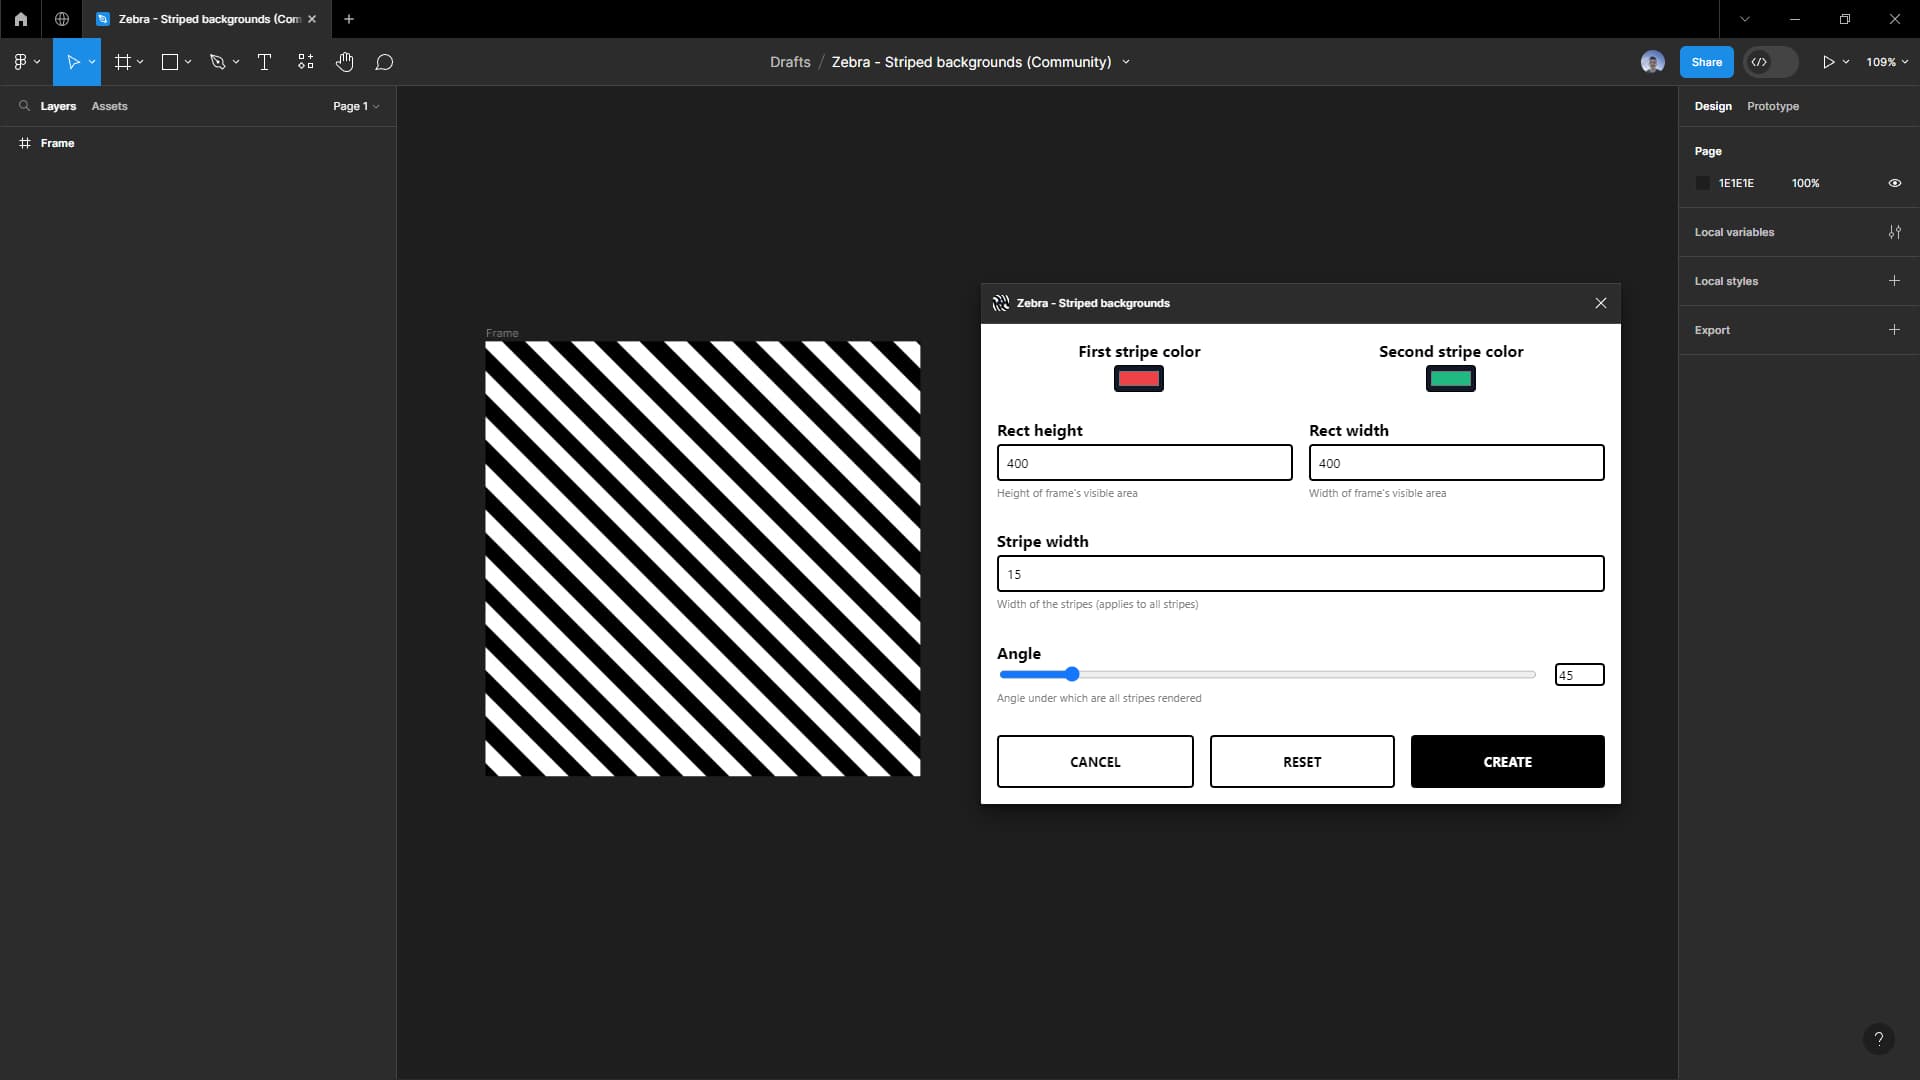 Zebra - Striped backgrounds (Com
Drafts / Zebra - Striped backgrounds (Community)
Share
109%
Layers Assets Page 1
Frame
Design Prototype
Page
1E1E1E 100%
Local variables
Local styles
Export
Frame
Zebra - Striped backgrounds
First stripe color Second stripe color
Rect height Rect width
400 400
Height of frame's visible area Width of frame's visible area
Stripe width
15
Width of the stripes (applies to all stripes)
Angle
45
Angle under which are all stripes rendered
CANCEL RESET CREATE
?